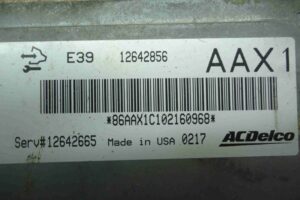 E39 12642856 AAX1
*86AAX1C102160968*
Serv#12642665 Made in USA 0217 ACDelco